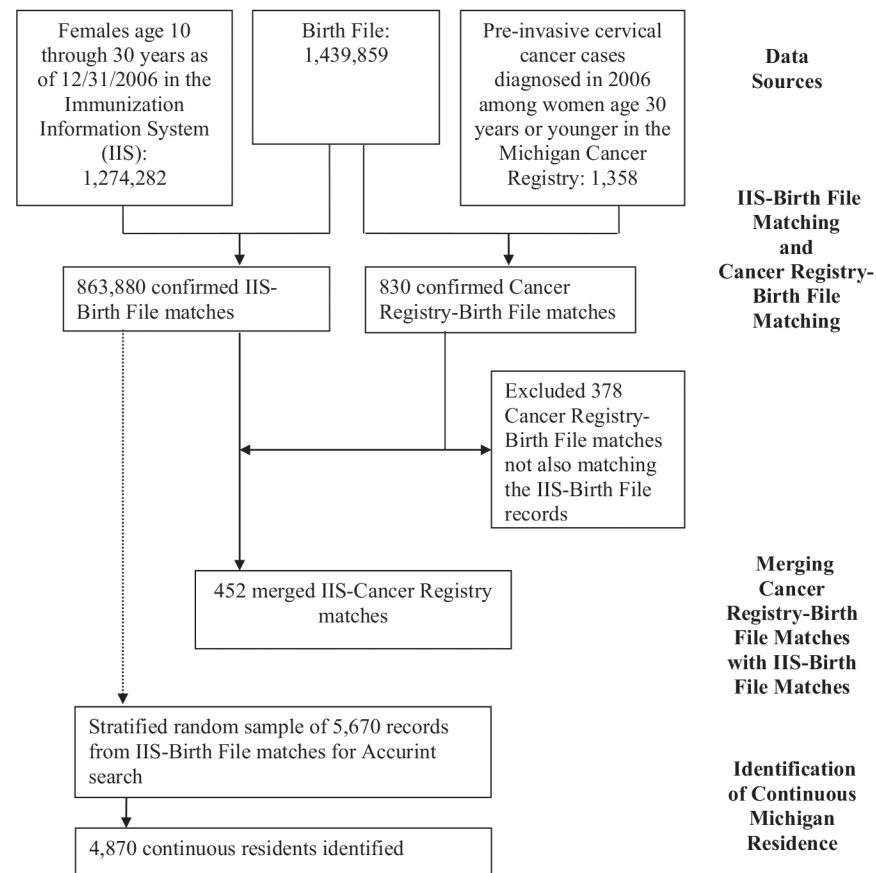 Females age 10
through 30 years as
of 12/31/2006 in the
Immunization
Information System
(IIS):
1,274,282
Birth File:
1,439,859
Pre-invasive cervical
cancer cases
diagnosed in 2006
among women age 30
years or younger in the
Michigan Cancer
Registry: 1,358
Data
Sources
IIS-Birth File
Matching
and
Cancer Registry-
Birth File
Matching
863,880 confirmed IIS-
Birth File matches
830 confirmed Cancer
Registry-Birth File matches
Excluded 378
Cancer Registry-
Birth File matches
not also matching
the IIS-Birth File
records
452 merged IIS-Cancer Registry
matches
Merging
Cancer
Registry-Birth
File Matches
with IIS-Birth
File Matches
Stratified random sample of 5,670 records
from IIS-Birth File matches for Accurint
search
Identification
of Continuous
Michigan
Residence
4,870 continuous residents identified